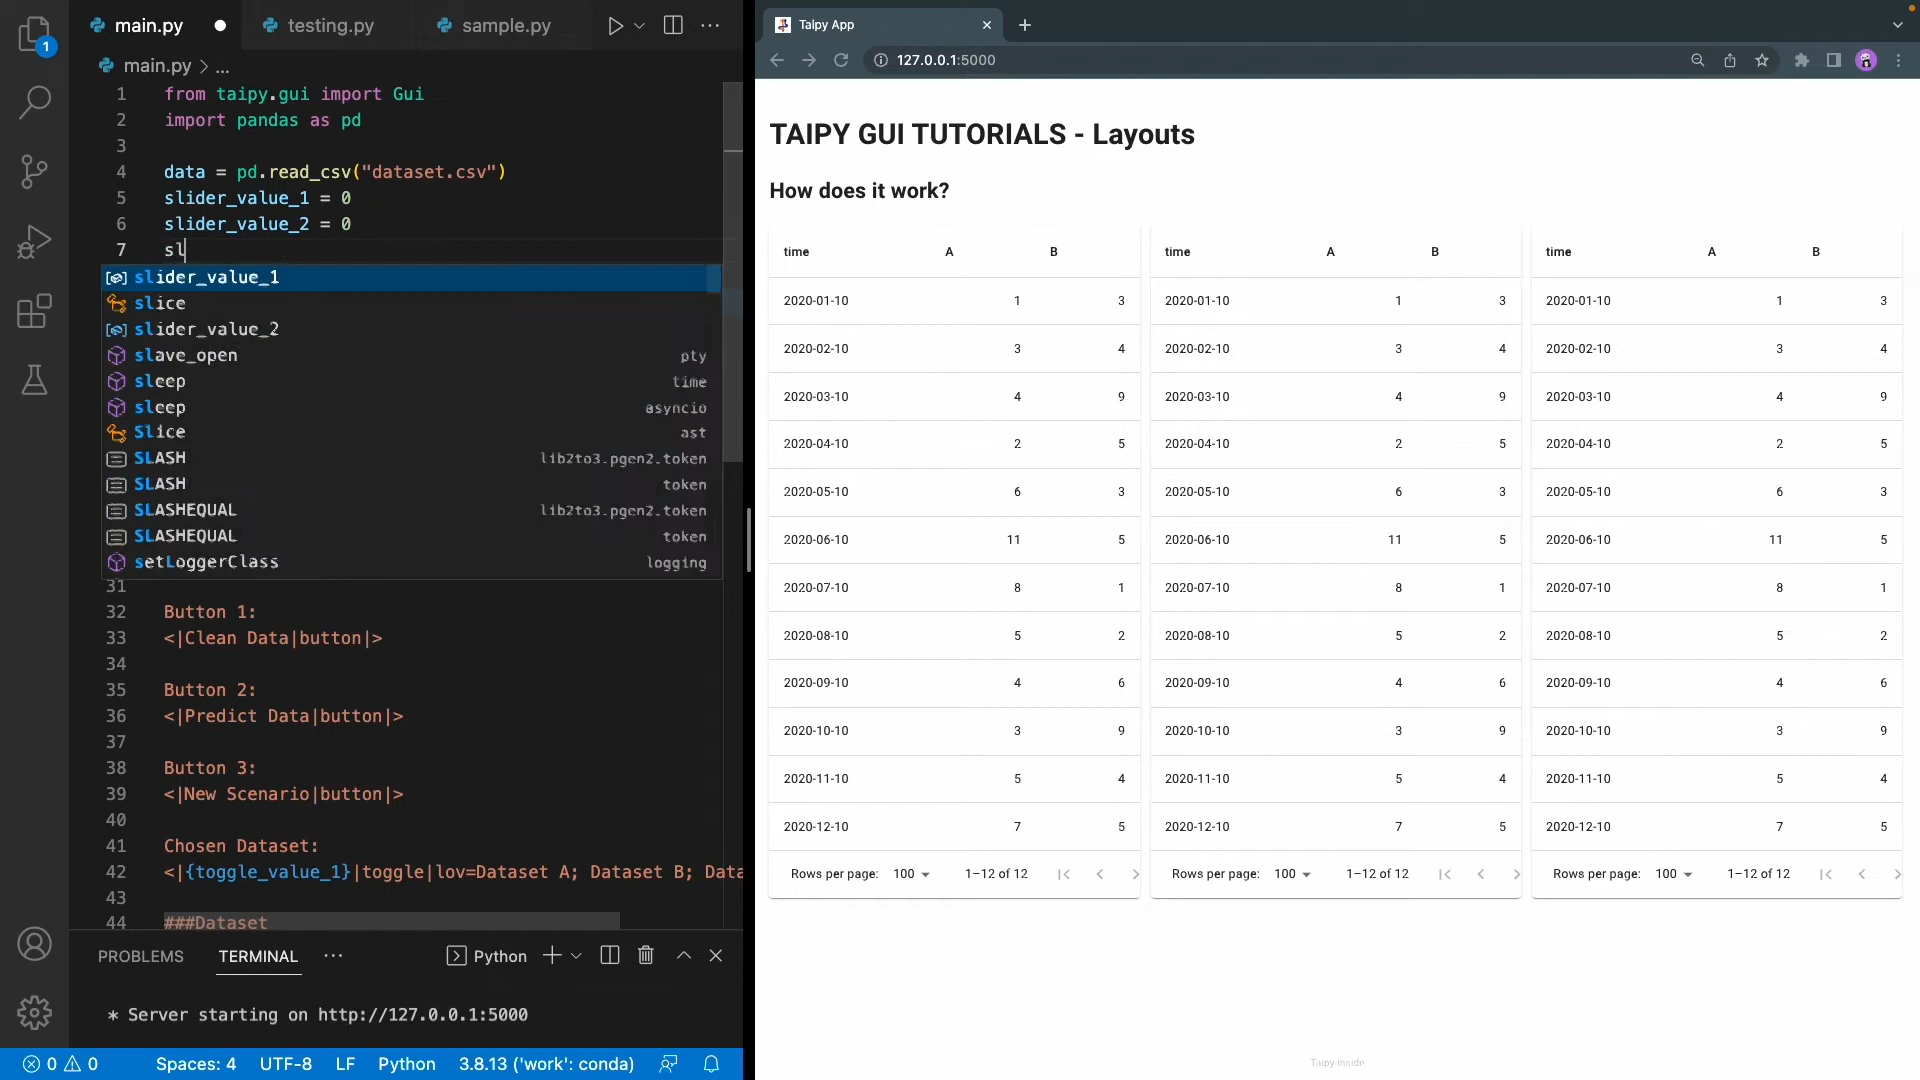 1
main.py
testing.py
sample.py
main.py > ...
1 from taipy.gui import Gui
2 import pandas as pd
3
4 data = pd.read_csv("dataset.csv")
5 slider_value_1 = 0
6 slider_value_2 = 0
7 sl
slider_value_1
slice
slider_value_2
slave_open pty
sleep time
sleep asyncio
Slice ast
SLASH lib2to3.pgen2.token
SLASH token
SLASHEQUAL lib2to3.pgen2.token
SLASHEQUAL token
setLoggerClass logging
31
32 Button 1:
33 <|Clean Data|button|>
34
35 Button 2:
36 <|Predict Data|button|>
37
38 Button 3:
39 <|New Scenario|button|>
40
41 Chosen Dataset:
42 <|{toggle_value_1}|toggle|lov=Dataset A; Dataset B; Data
43
44 ###Dataset
PROBLEMS TERMINAL ... Python
* Server starting on http://127.0.0.1:5000
0 0 Spaces: 4 UTF-8 LF Python 3.8.13 ('work': conda)
Taipy App
127.0.0.1:5000
TAIPY GUI TUTORIALS - Layouts
How does it work?
time A B time A B time A B
2020-01-10 1 3 2020-01-10 1 3 2020-01-10 1 3
2020-02-10 3 4 2020-02-10 3 4 2020-02-10 3 4
2020-03-10 4 9 2020-03-10 4 9 2020-03-10 4 9
2020-04-10 2 5 2020-04-10 2 5 2020-04-10 2 5
2020-05-10 6 3 2020-05-10 6 3 2020-05-10 6 3
2020-06-10 11 5 2020-06-10 11 5 2020-06-10 11 5
2020-07-10 8 1 2020-07-10 8 1 2020-07-10 8 1
2020-08-10 5 2 2020-08-10 5 2 2020-08-10 5 2
2020-09-10 4 6 2020-09-10 4 6 2020-09-10 4 6
2020-10-10 3 9 2020-10-10 3 9 2020-10-10 3 9
2020-11-10 5 4 2020-11-10 5 4 2020-11-10 5 4
2020-12-10 7 5 2020-12-10 7 5 2020-12-10 7 5
Rows per page: 100 1–12 of 12 Rows per page: 100 1–12 of 12 Rows per page: 100 1–12 of 12
Taipy inside